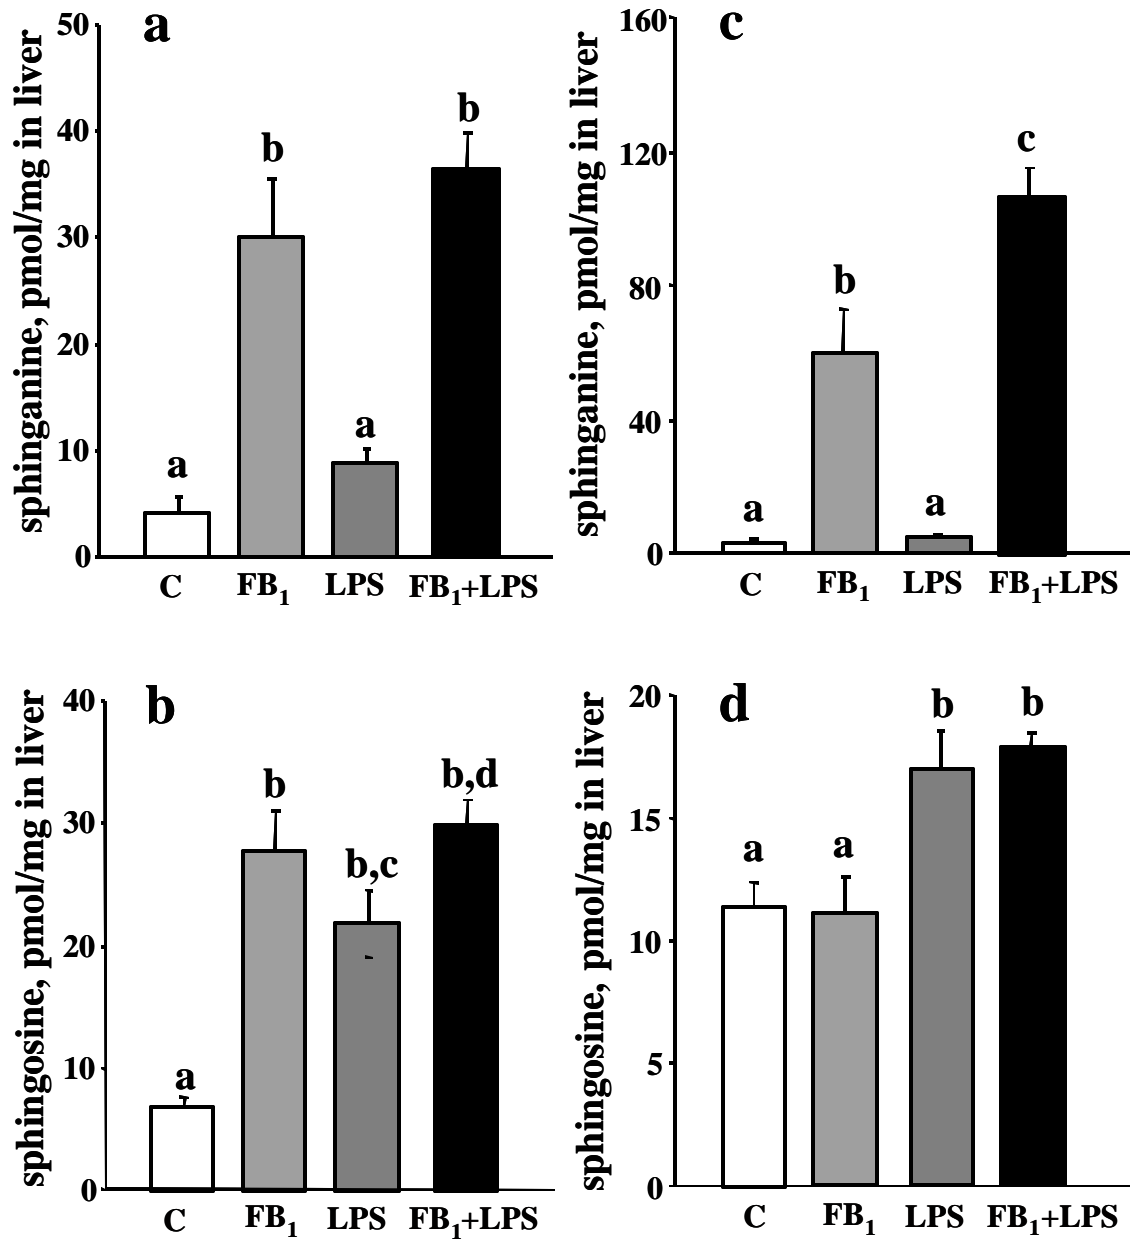 a
sphinganine, pmol/mg in liver
50
40
30
20
10
0
a
b
a
b
C FB1 LPS FB1+LPS
c
sphinganine, pmol/mg in liver
160
120
80
40
0
a
b
a
c
C FB1 LPS FB1+LPS
b
sphingosine, pmol/mg in liver
40
30
20
10
0
a
b
b,c
b,d
C FB1 LPS FB1+LPS
d
sphingosine, pmol/mg in liver
20
15
10
5
0
a
a
b
b
C FB1 LPS FB1+LPS